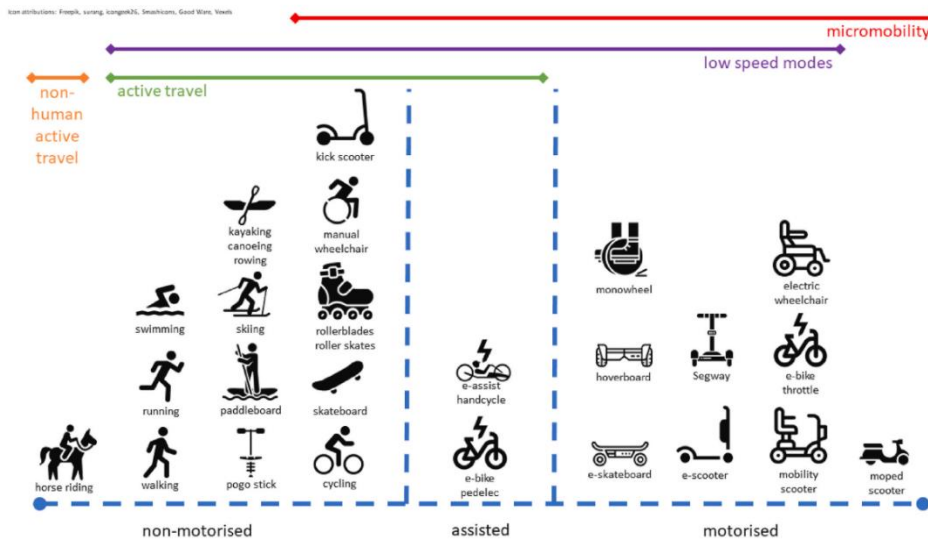 Icon attributions: Freepik, surang, icongeek26, Smashicons, Good Ware, Voxels
micromobility
low speed modes
non-
human
active
travel
active travel
kick scooter
kayaking
canoeing
rowing
manual
wheelchair
monowheel
electric
wheelchair
swimming
skiing
rollerblades
roller skates
e-assist
handcycle
hoverboard
Segway
e-bike
throttle
running
paddleboard
skateboard
horse riding
walking
pogo stick
cycling
e-bike
pedelec
e-skateboard
e-scooter
mobility
scooter
moped
scooter
non-motorised
assisted
motorised